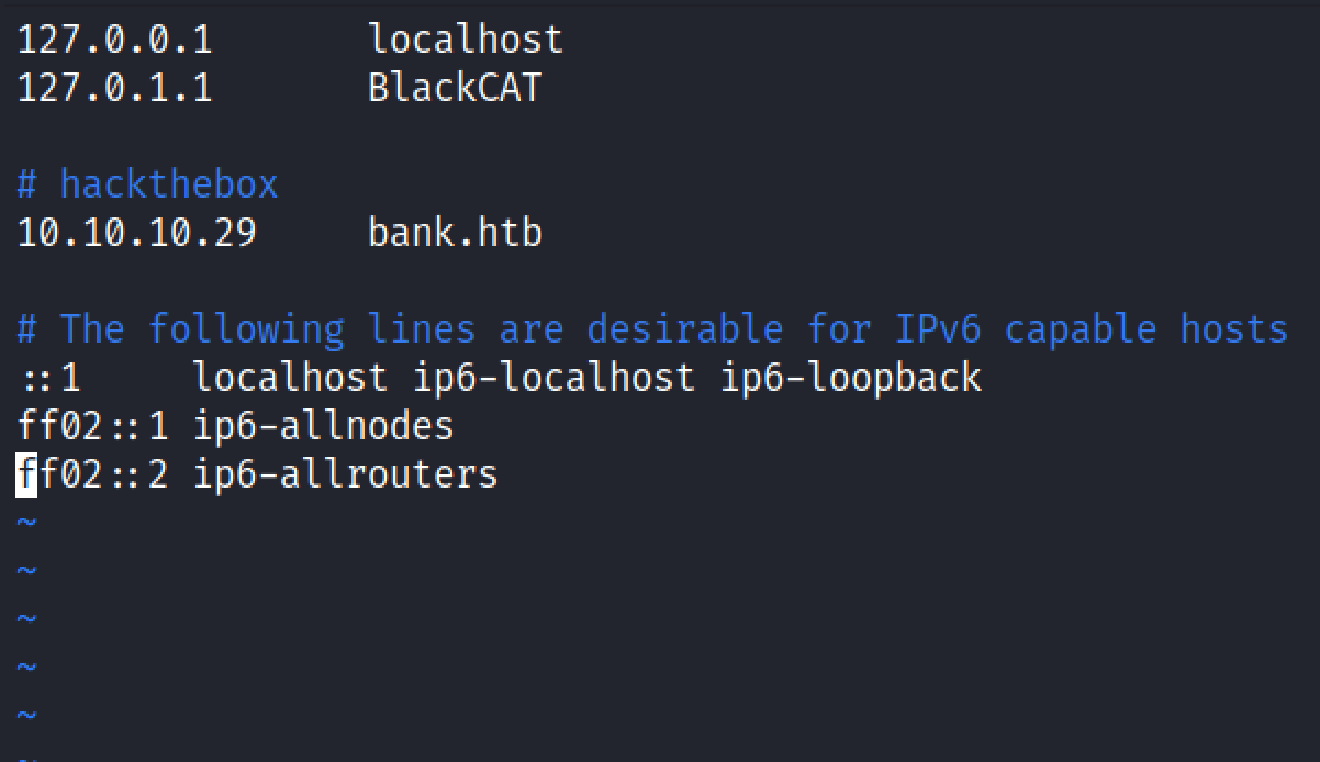 127.0.0.1 localhost
127.0.1.1 BlackCAT
# hackthebox
10.10.10.29 bank.htb
# The following lines are desirable for IPv6 capable hosts
::1 localhost ip6-localhost ip6-loopback
ff02::1 ip6-allnodes
ff02::2 ip6-allrouters
~
~
~
~
~
~